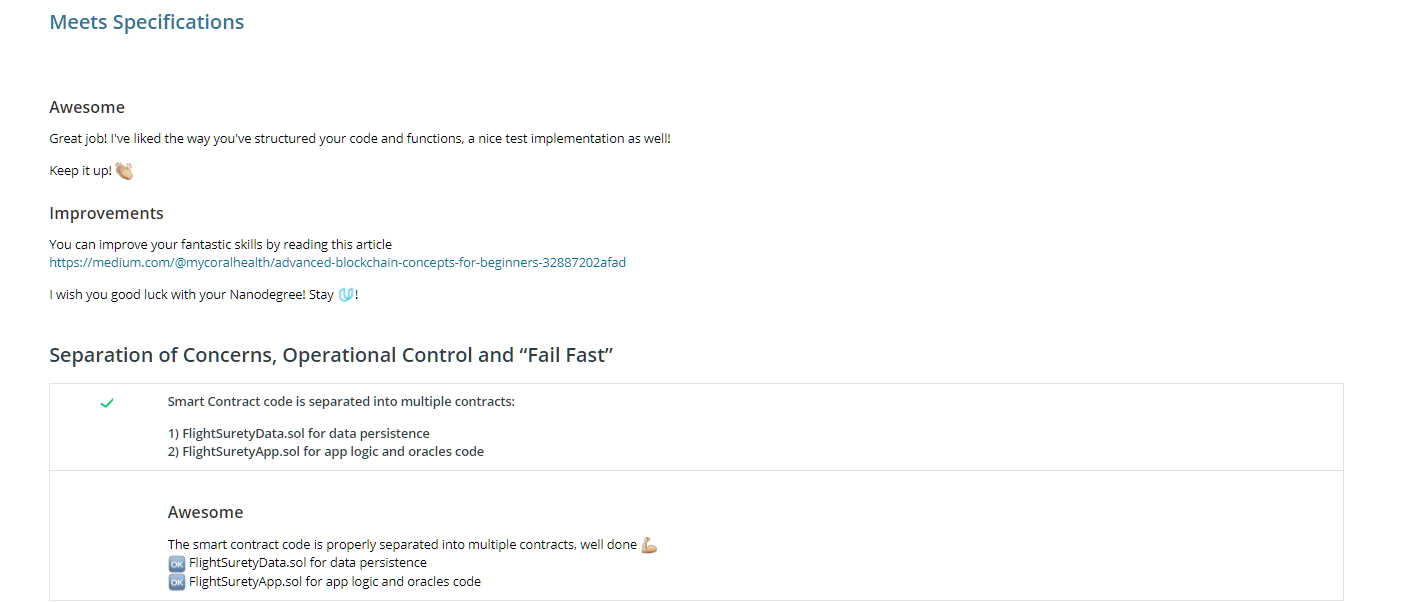 Meets Specifications
Awesome
Great job! I've liked the way you've structured your code and functions, a nice test implementation as well!
Keep it up! 👏🏼
Improvements
You can improve your fantastic skills by reading this article
https://medium.com/@mycoralhealth/advanced-blockchain-concepts-for-beginners-32887202afad
I wish you good luck with your Nanodegree! Stay !
Separation of Concerns, Operational Control and “Fail Fast”
Smart Contract code is separated into multiple contracts:
1) FlightSuretyData.sol for data persistence
2) FlightSuretyApp.sol for app logic and oracles code
Awesome
The smart contract code is properly separated into multiple contracts, well done 💪🏼
🆗 FlightSuretyData.sol for data persistence
🆗 FlightSuretyApp.sol for app logic and oracles code